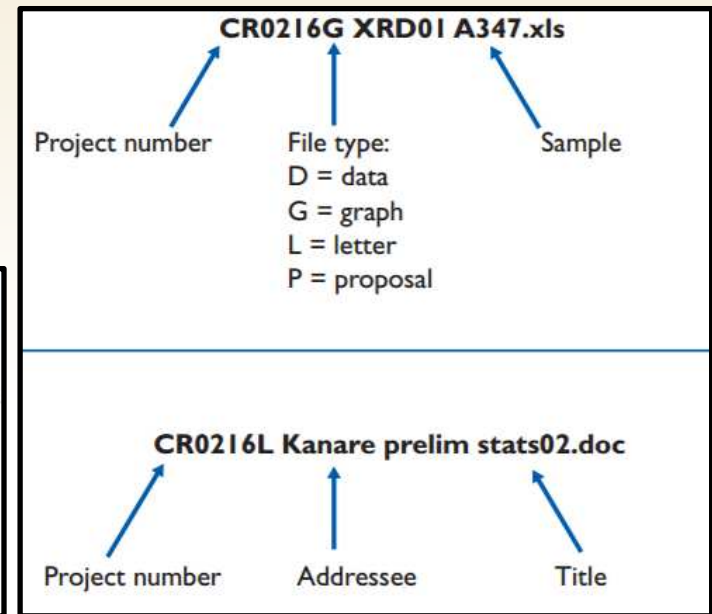 CR0216G XRD01 A347.xls
Project number File type: Sample
D = data
G = graph
L = letter
P = proposal
CR0216L Kanare prelim stats02.doc
Project number Addressee Title